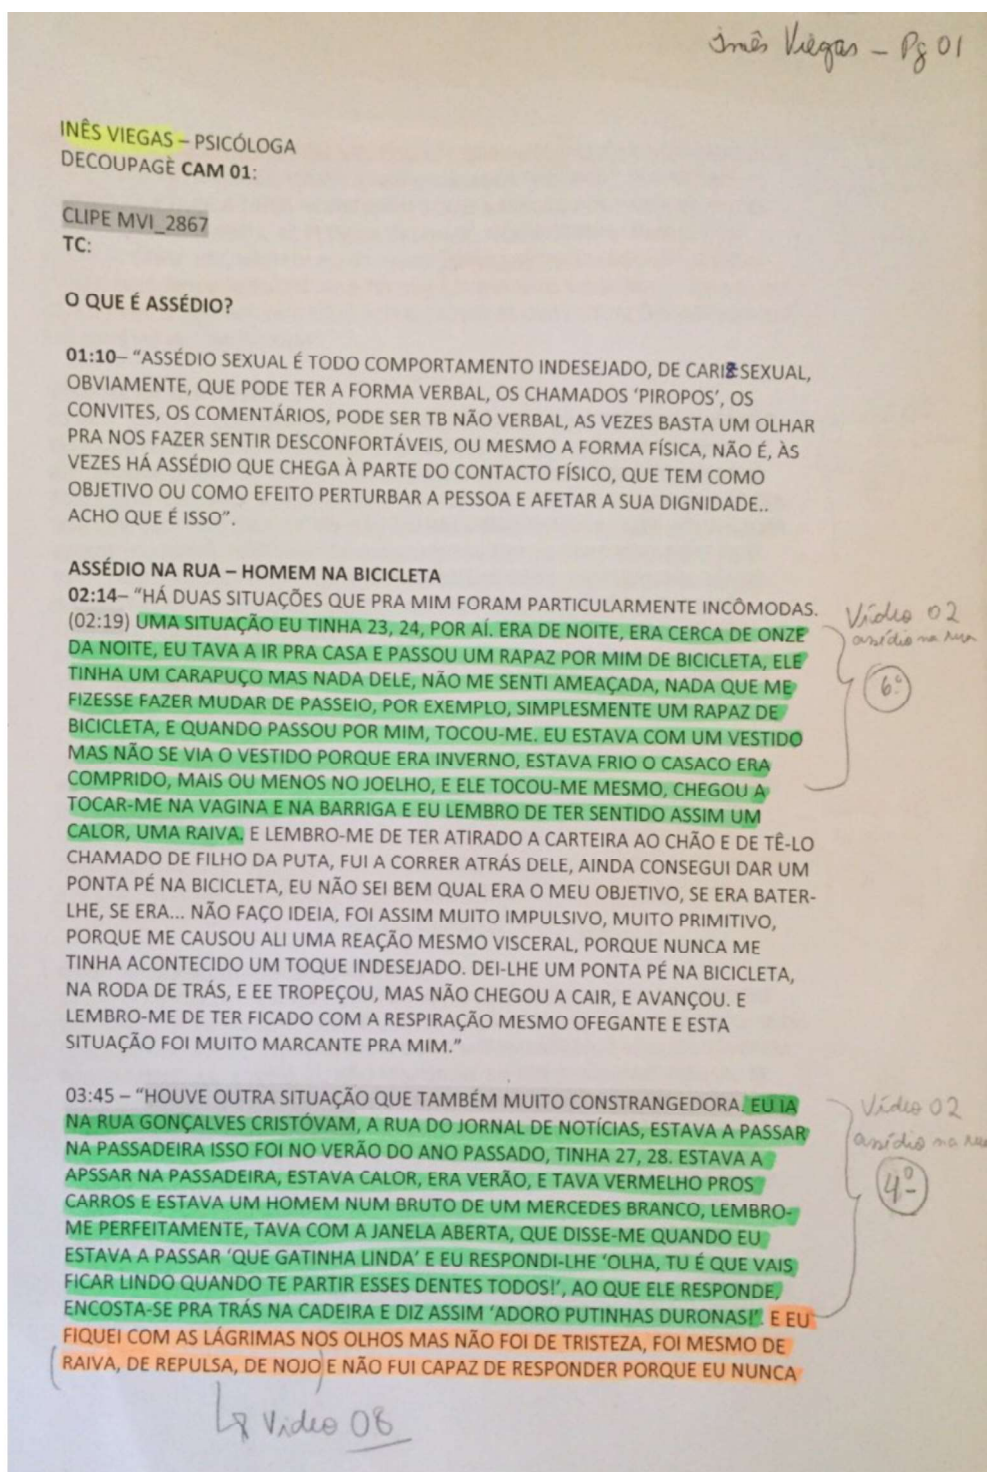 Inês Viegas – Pg 01
INÊS VIEGAS – PSICÓLOGA
DECOUPAGÈ CAM 01:
CLIPE MVI_2867
TC:
O QUE É ASSÉDIO?
01:10– “ASSÉDIO SEXUAL É TODO COMPORTAMENTO INDESEJADO, DE CARIZ SEXUAL,
OBVIAMENTE, QUE PODE TER A FORMA VERBAL, OS CHAMADOS ‘PIROPOS’, OS
CONVITES, OS COMENTÁRIOS, PODE SER TB NÃO VERBAL, AS VEZES BASTA UM OLHAR
PRA NOS FAZER SENTIR DESCONFORTÁVEIS, OU MESMO A FORMA FÍSICA, NÃO É, ÀS
VEZES HÁ ASSÉDIO QUE CHEGA À PARTE DO CONTACTO FÍSICO, QUE TEM COMO
OBJETIVO OU COMO EFEITO PERTURBAR A PESSOA E AFETAR A SUA DIGNIDADE..
ACHO QUE É ISSO”.
ASSÉDIO NA RUA – HOMEM NA BICICLETA
02:14– “HÁ DUAS SITUAÇÕES QUE PRA MIM FORAM PARTICULARMENTE INCÔMODAS.
(02:19) UMA SITUAÇÃO EU TINHA 23, 24, POR AÍ. ERA DE NOITE, ERA CERCA DE ONZE
DA NOITE, EU TAVA A IR PRA CASA E PASSOU UM RAPAZ POR MIM DE BICICLETA, ELE
TINHA UM CARAPUÇO MAS NADA DELE, NÃO ME SENTI AMEAÇADA, NADA QUE ME
FIZESSE FAZER MUDAR DE PASSEIO, POR EXEMPLO, SIMPLESMENTE UM RAPAZ DE
BICICLETA, E QUANDO PASSOU POR MIM, TOCOU-ME. EU ESTAVA COM UM VESTIDO
MAS NÃO SE VIA O VESTIDO PORQUE ERA INVERNO, ESTAVA FRIO O CASACO ERA
COMPRIDO, MAIS OU MENOS NO JOELHO, E ELE TOCOU-ME MESMO, CHEGOU A
TOCAR-ME NA VAGINA E NA BARRIGA E EU LEMBRO DE TER SENTIDO ASSIM UM
CALOR, UMA RAIVA. E LEMBRO-ME DE TER ATIRADO A CARTEIRA AO CHÃO E DE TÊ-LO
CHAMADO DE FILHO DA PUTA, FUI A CORRER ATRÁS DELE, AINDA CONSEGUI DAR UM
PONTA PÉ NA BICICLETA, EU NÃO SEI BEM QUAL ERA O MEU OBJETIVO, SE ERA BATER-
LHE, SE ERA... NÃO FAÇO IDEIA, FOI ASSIM MUITO IMPULSIVO, MUITO PRIMITIVO,
PORQUE ME CAUSOU ALI UMA REAÇÃO MESMO VISCERAL, PORQUE NUNCA ME
TINHA ACONTECIDO UM TOQUE INDESEJADO. DEI-LHE UM PONTA PÉ NA BICICLETA,
NA RODA DE TRÁS, E EE TROPEÇOU, MAS NÃO CHEGOU A CAIR, E AVANÇOU. E
LEMBRO-ME DE TER FICADO COM A RESPIRAÇÃO MESMO OFEGANTE E ESTA
SITUAÇÃO FOI MUITO MARCANTE PRA MIM.”
Vídeo 02
assédio na rua
6º
03:45 – “HOUVE OUTRA SITUAÇÃO QUE TAMBÉM MUITO CONSTRANGEDORA. EU IA
NA RUA GONÇALVES CRISTÓVAM, A RUA DO JORNAL DE NOTÍCIAS, ESTAVA A PASSAR
NA PASSADEIRA ISSO FOI NO VERÃO DO ANO PASSADO, TINHA 27, 28. ESTAVA A
APSSAR NA PASSADEIRA, ESTAVA CALOR, ERA VERÃO, E TAVA VERMELHO PROS
CARROS E ESTAVA UM HOMEM NUM BRUTO DE UM MERCEDES BRANCO, LEMBRO-
ME PERFEITAMENTE, TAVA COM A JANELA ABERTA, QUE DISSE-ME QUANDO EU
ESTAVA A PASSAR ‘QUE GATINHA LINDA’ E EU RESPONDI-LHE ‘OLHA, TU É QUE VAIS
FICAR LINDO QUANDO TE PARTIR ESSES DENTES TODOS!’, AO QUE ELE RESPONDE,
ENCOSTA-SE PRA TRÁS NA CADEIRA E DIZ ASSIM ‘ADORO PUTINHAS DURONAS!’. E EU
FIQUEI COM AS LÁGRIMAS NOS OLHOS MAS NÃO FOI DE TRISTEZA, FOI MESMO DE
RAIVA, DE REPULSA, DE NOJO E NÃO FUI CAPAZ DE RESPONDER PORQUE EU NUNCA
Vídeo 02
assédio na rua
4º
Video 08